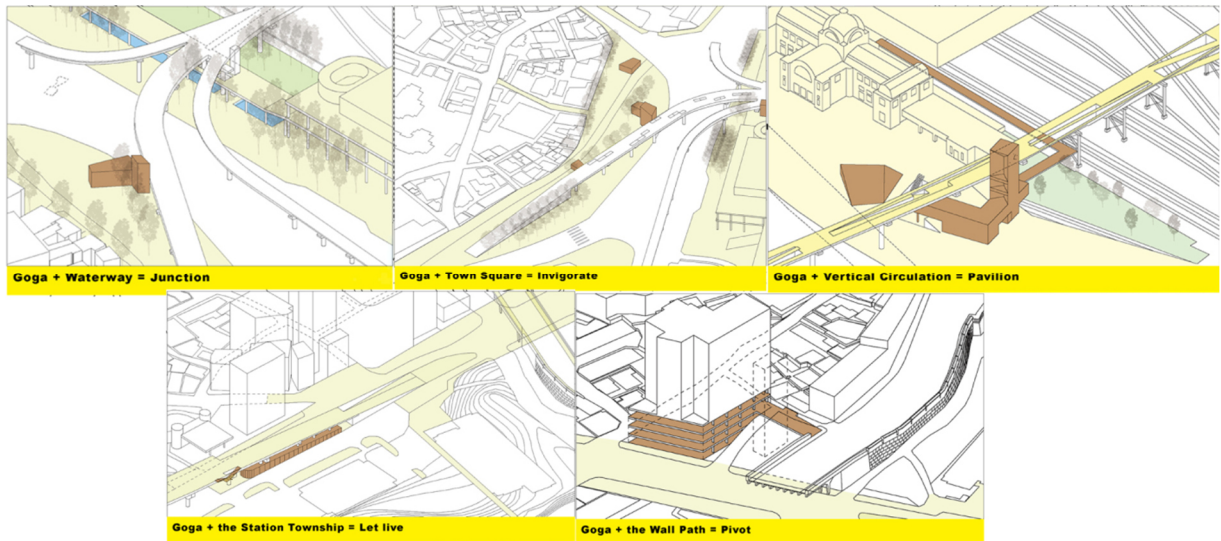 Goga + Waterway = Junction
Goga + Town Square = Invigorate
Goga + Vertical Circulation = Pavilion
Goga + the Station Township = Let live
Goga + the Wall Path = Pivot